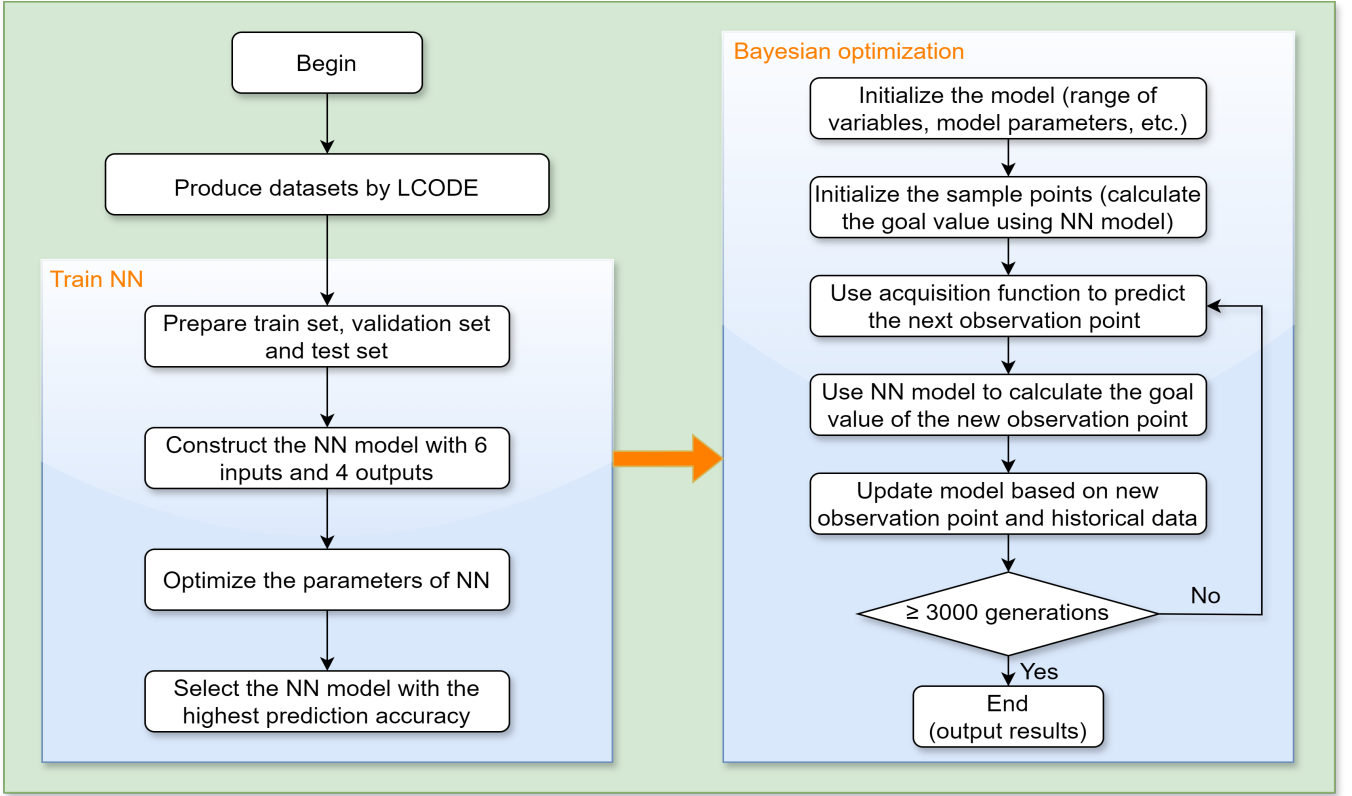 Begin
Produce datasets by LCODE
Train NN
Prepare train set, validation set
and test set
Construct the NN model with 6
inputs and 4 outputs
Optimize the parameters of NN
Select the NN model with the
highest prediction accuracy
Bayesian optimization
Initialize the model (range of
variables, model parameters, etc.)
Initialize the sample points (calculate
the goal value using NN model)
Use acquisition function to predict
the next observation point
Use NN model to calculate the goal
value of the new observation point
Update model based on new
observation point and historical data
≥ 3000 generations
No
Yes
End
(output results)